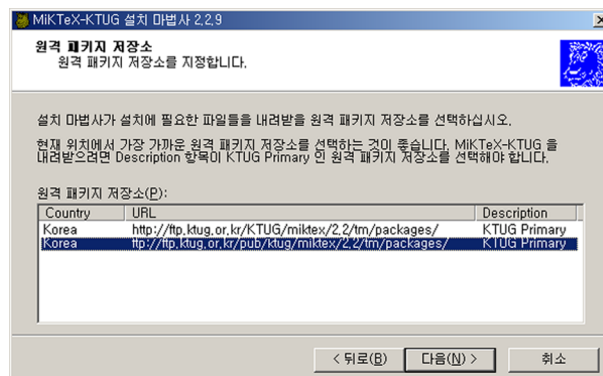 MiKTeX-KTUG 설치 마법사 2.2.9
원격 패키지 저장소
원격 패키지 저장소를 지정합니다.
설치 마법사가 설치에 필요한 파일들을 내려받을 원격 패키지 저장소를 선택하십시오.
현재 위치에서 가장 가까운 원격 패키지 저장소를 선택하는 것이 좋습니다. MiKTeX-KTUG 을
내려받으려면 Description 항목이 KTUG Primary 인 원격 패키지 저장소를 선택해야 합니다.
원격 패키지 저장소(P):
Country URL Description
Korea http://ftp.ktug.or.kr/KTUG/miktex/2.2/tm/packages/ KTUG Primary
Korea ftp://ftp.ktug.or.kr/pub/ktug/miktex/2.2/tm/packages/ KTUG Primary
< 뒤로(B) 다음(N) > 취소